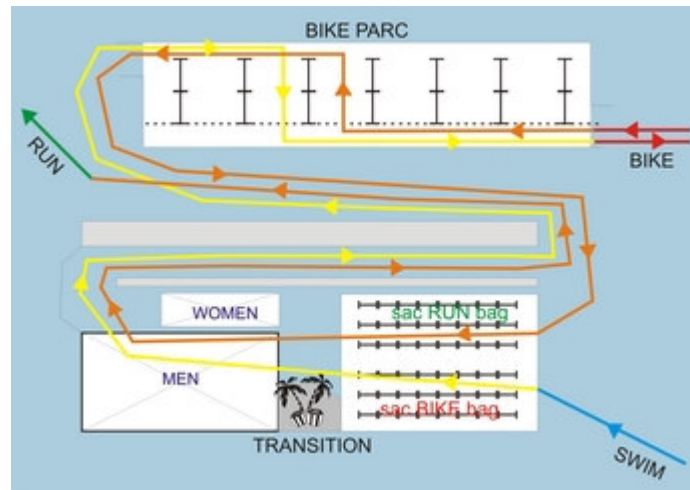 BIKE PARC
RUN
BIKE
WOMEN
sac RUN bag
MEN
sac BIKE bag
TRANSITION
SWIM